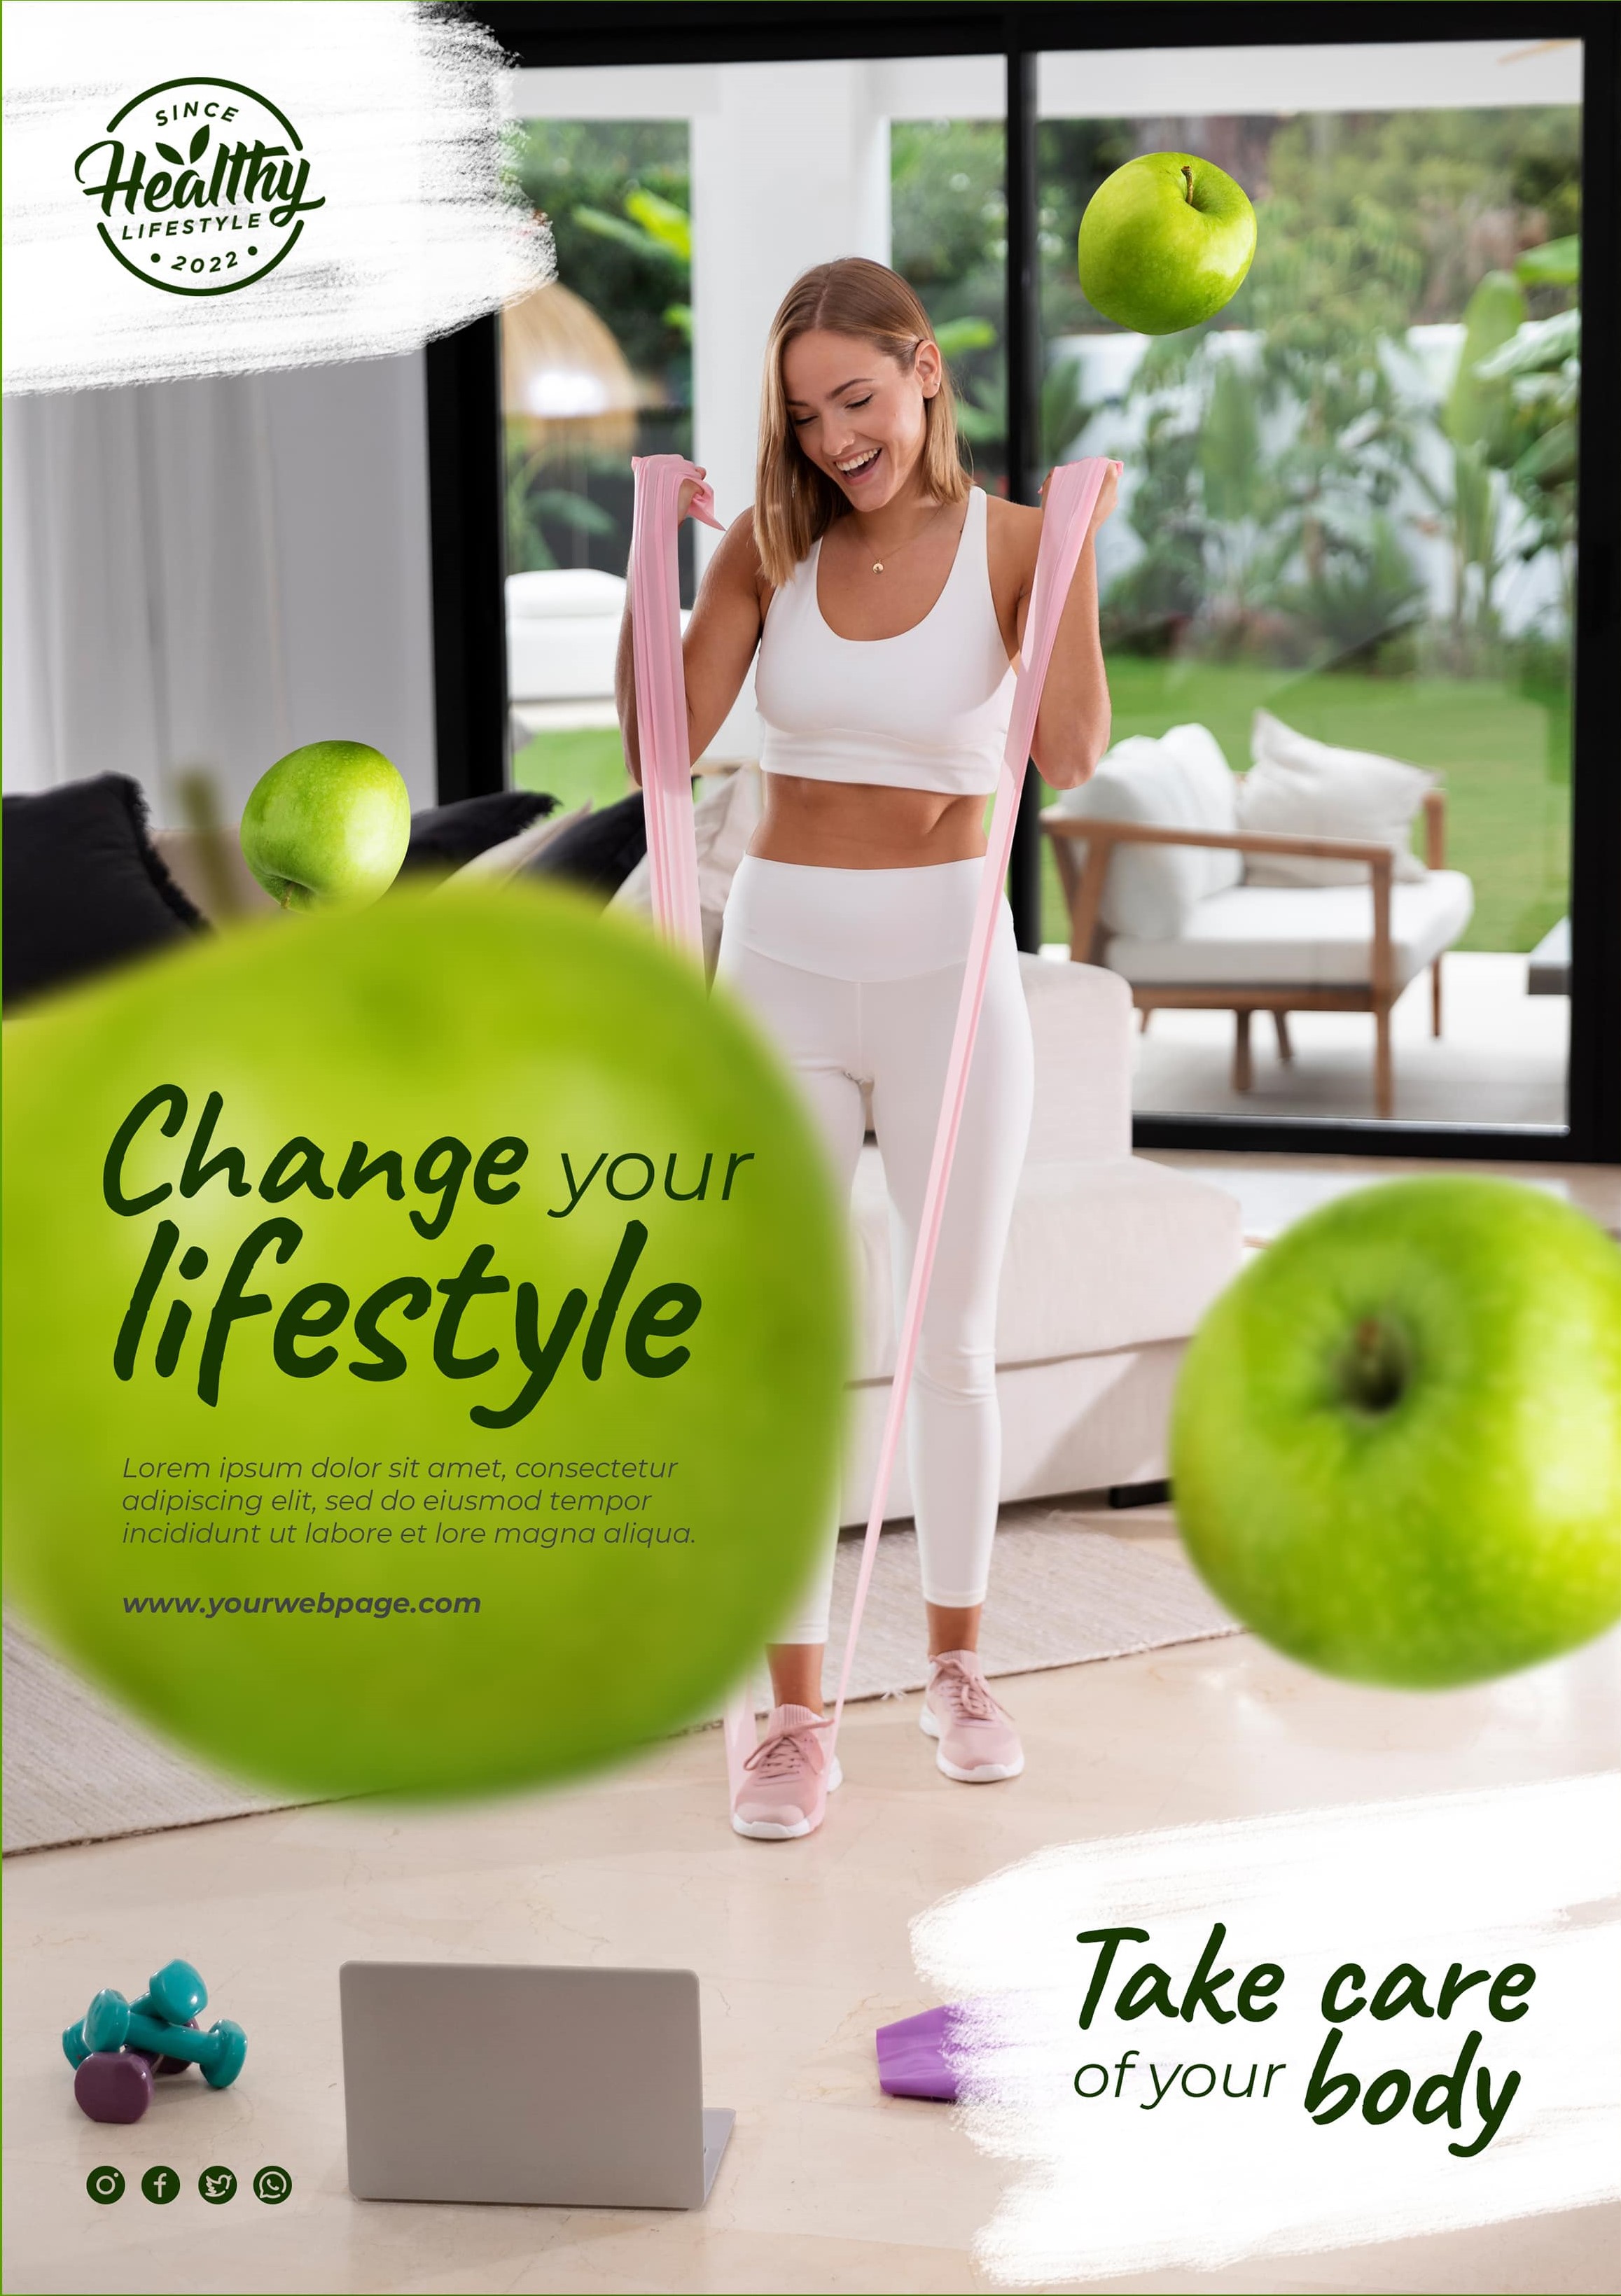 SINCE
Healthy
LIFESTYLE
• 2022 •
Change your
lifestyle
Lorem ipsum dolor sit amet, consectetur
adipiscing elit, sed do eiusmod tempor
incididunt ut labore et lore magna aliqua.
www.yourwebpage.com
Take care
of your body